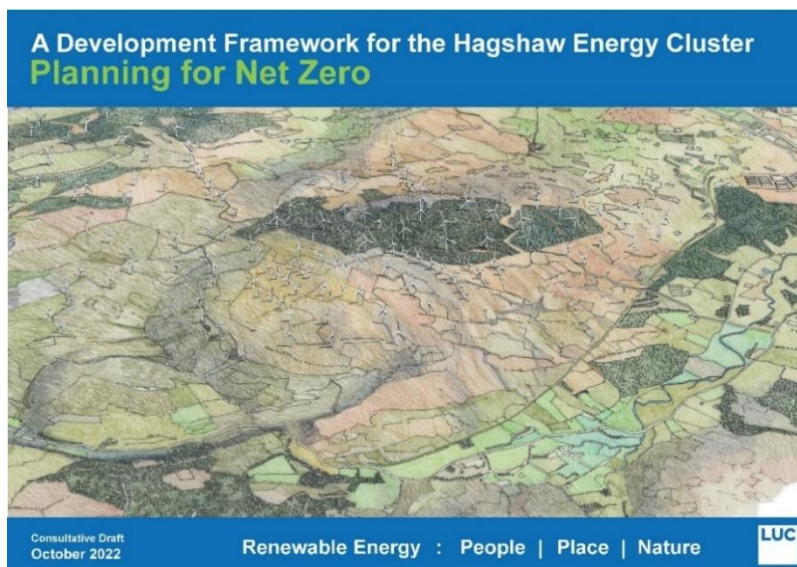 A Development Framework for the Hagshaw Energy Cluster
Planning for Net Zero
Consultative Draft
October 2022
Renewable Energy : People | Place | Nature
LUC